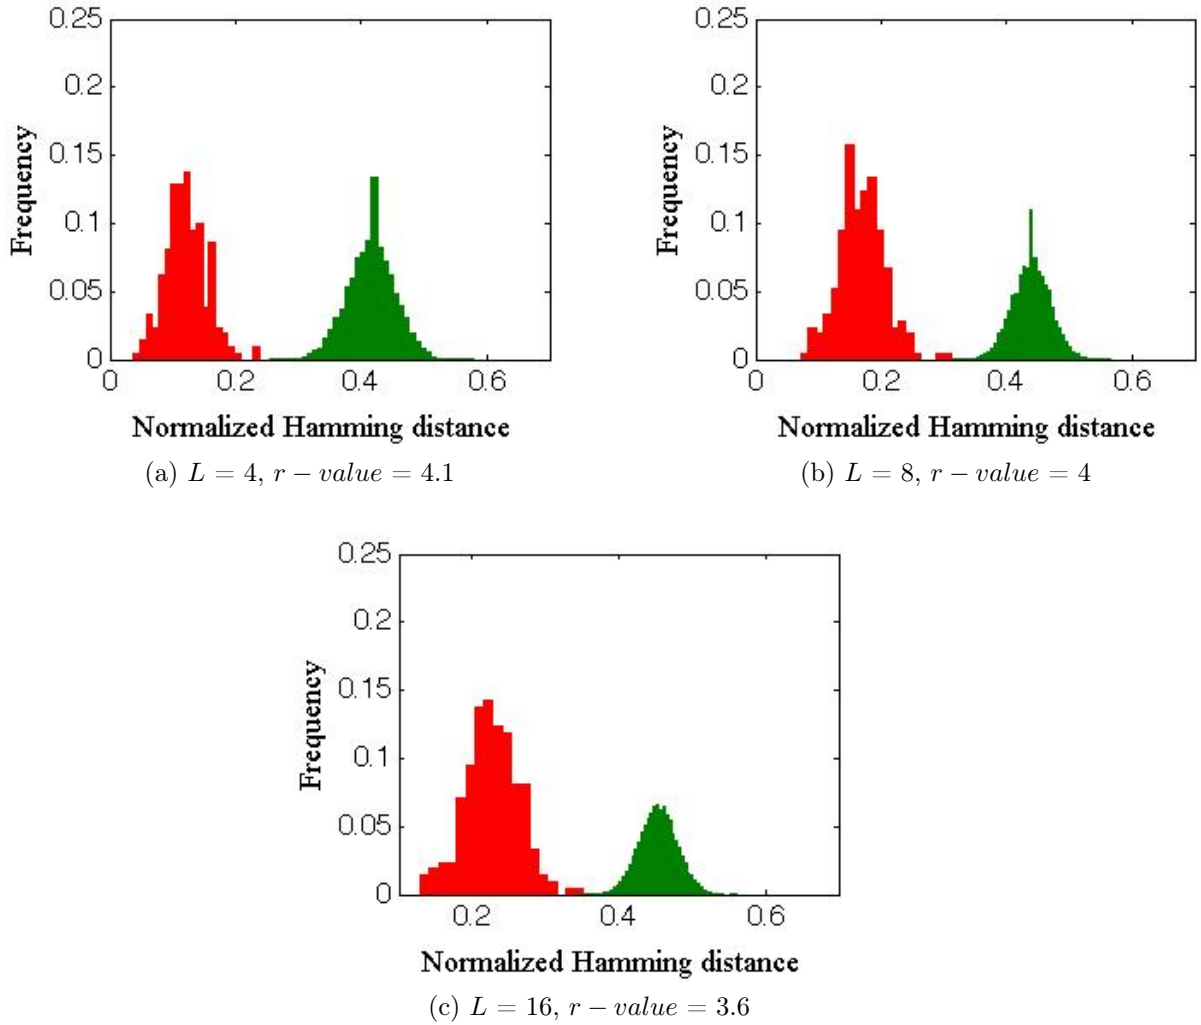 0.25
0.2
0.15
0.1
0.05
0
0 0.2 0.4 0.6
Frequency
Normalized Hamming distance
(a) L = 4, r − value = 4.1
0.25
0.2
0.15
0.1
0.05
0
0 0.2 0.4 0.6
Frequency
Normalized Hamming distance
(b) L = 8, r − value = 4
0.25
0.2
0.15
0.1
0.05
0
0.2 0.4 0.6
Frequency
Normalized Hamming distance
(c) L = 16, r − value = 3.6